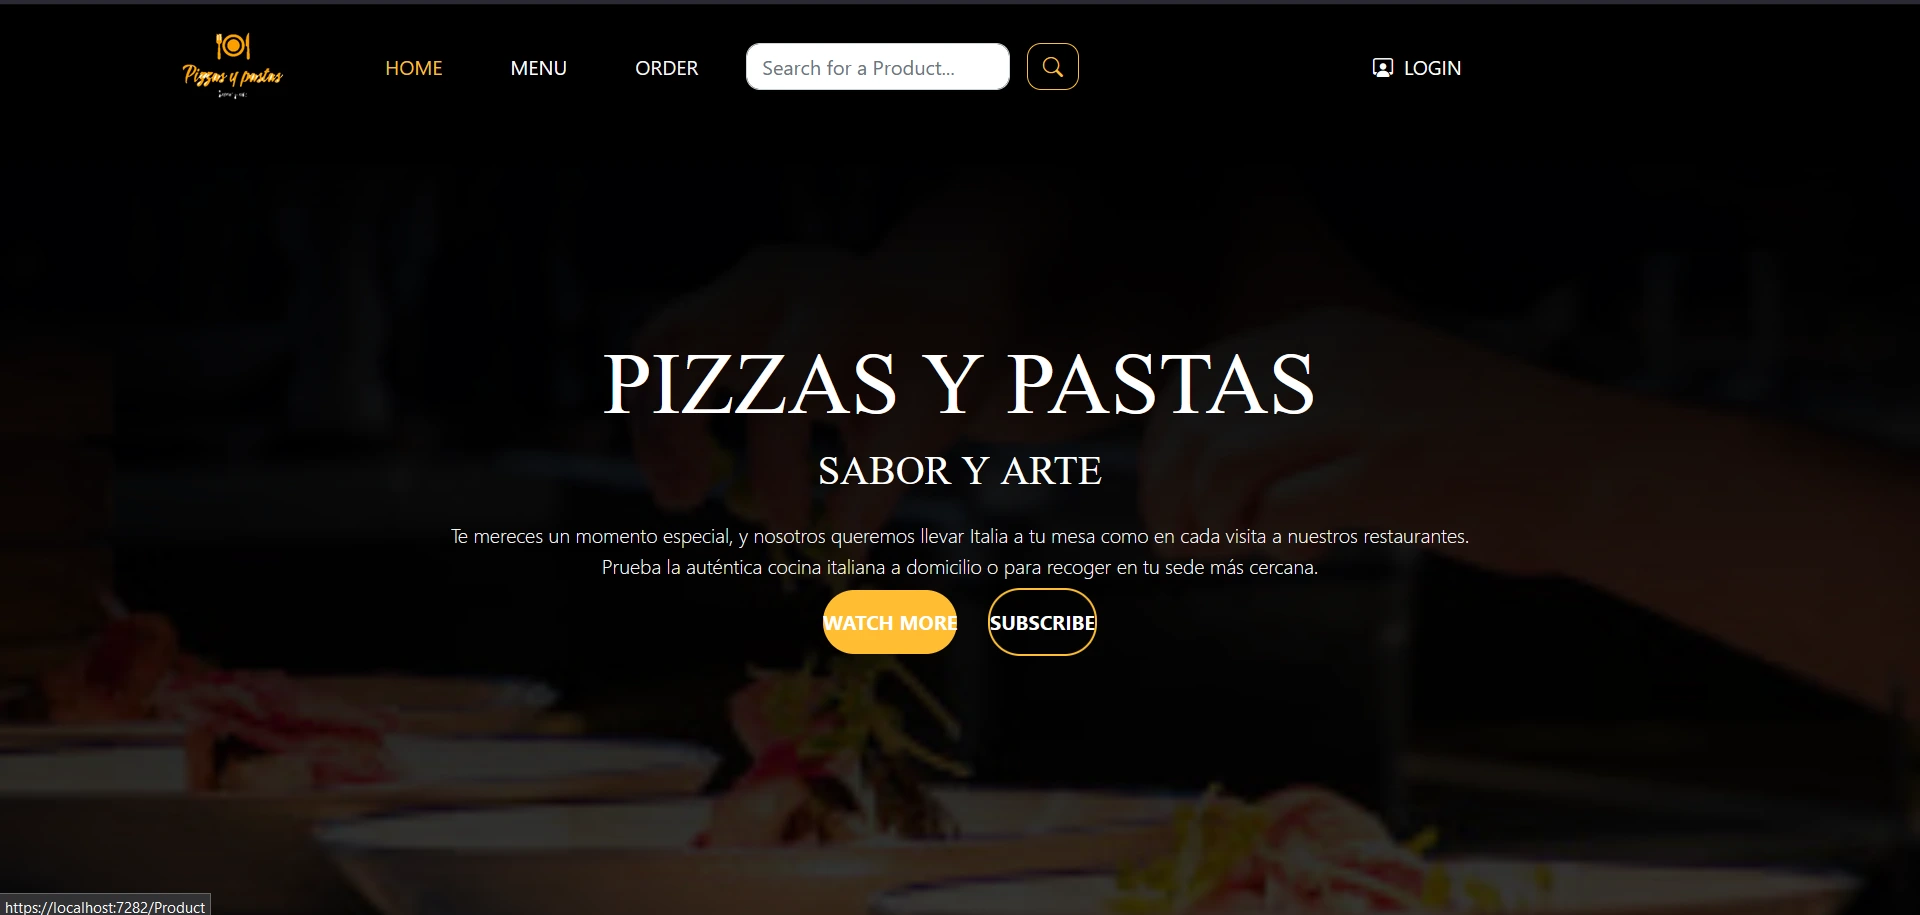 Pizzas y pastas
HOME
MENU
ORDER
Search for a Product...
LOGIN
PIZZAS Y PASTAS
SABOR Y ARTE
Te mereces un momento especial, y nosotros queremos llevar Italia a tu mesa como en cada visita a nuestros restaurantes.
Prueba la auténtica cocina italiana a domicilio o para recoger en tu sede más cercana.
WATCH MORE
SUBSCRIBE
https://localhost:7282/Product